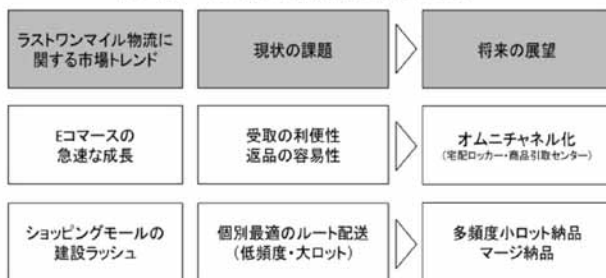 ラストワンマイル物流に
関する市場トレンド
現状の課題
将来の展望
Eコマースの
急速な成長
受取の利便性
返品の容易性
オムニチャネル化
(宅配ロッカー・商品引取センター)
ショッピングモールの
建設ラッシュ
個別最適のルート配送
(低頻度・大ロット)
多頻度小ロット納品
マージ納品